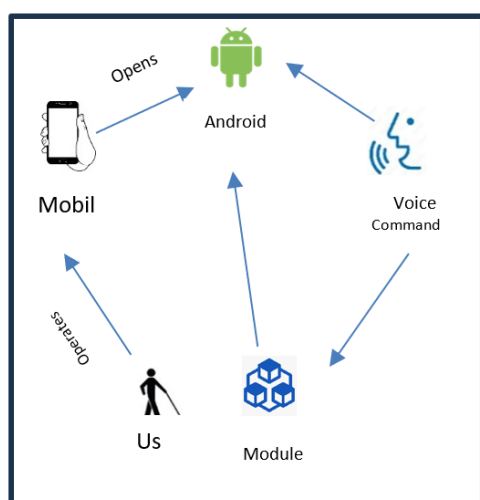 Opens
Android
Mobil
Voice
Command
Operates
Us
Module